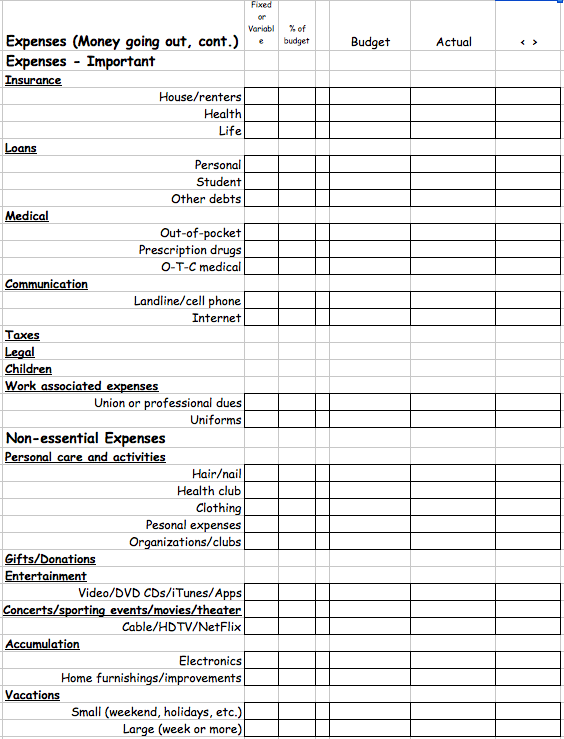 Fixed
or
Variabl
e
% of
budget
Expenses (Money going out, cont.)
Budget
Actual
< >
Expenses - Important
Insurance
House/renters
Health
Life
Loans
Personal
Student
Other debts
Medical
Out-of-pocket
Prescription drugs
O-T-C medical
Communication
Landline/cell phone
Internet
Taxes
Legal
Children
Work associated expenses
Union or professional dues
Uniforms
Non-essential Expenses
Personal care and activities
Hair/nail
Health club
Clothing
Pesonal expenses
Organizations/clubs
Gifts/Donations
Entertainment
Video/DVD CDs/iTunes/Apps
Concerts/sporting events/movies/theater
Cable/HDTV/NetFlix
Accumulation
Electronics
Home furnishings/improvements
Vacations
Small (weekend, holidays, etc.)
Large (week or more)